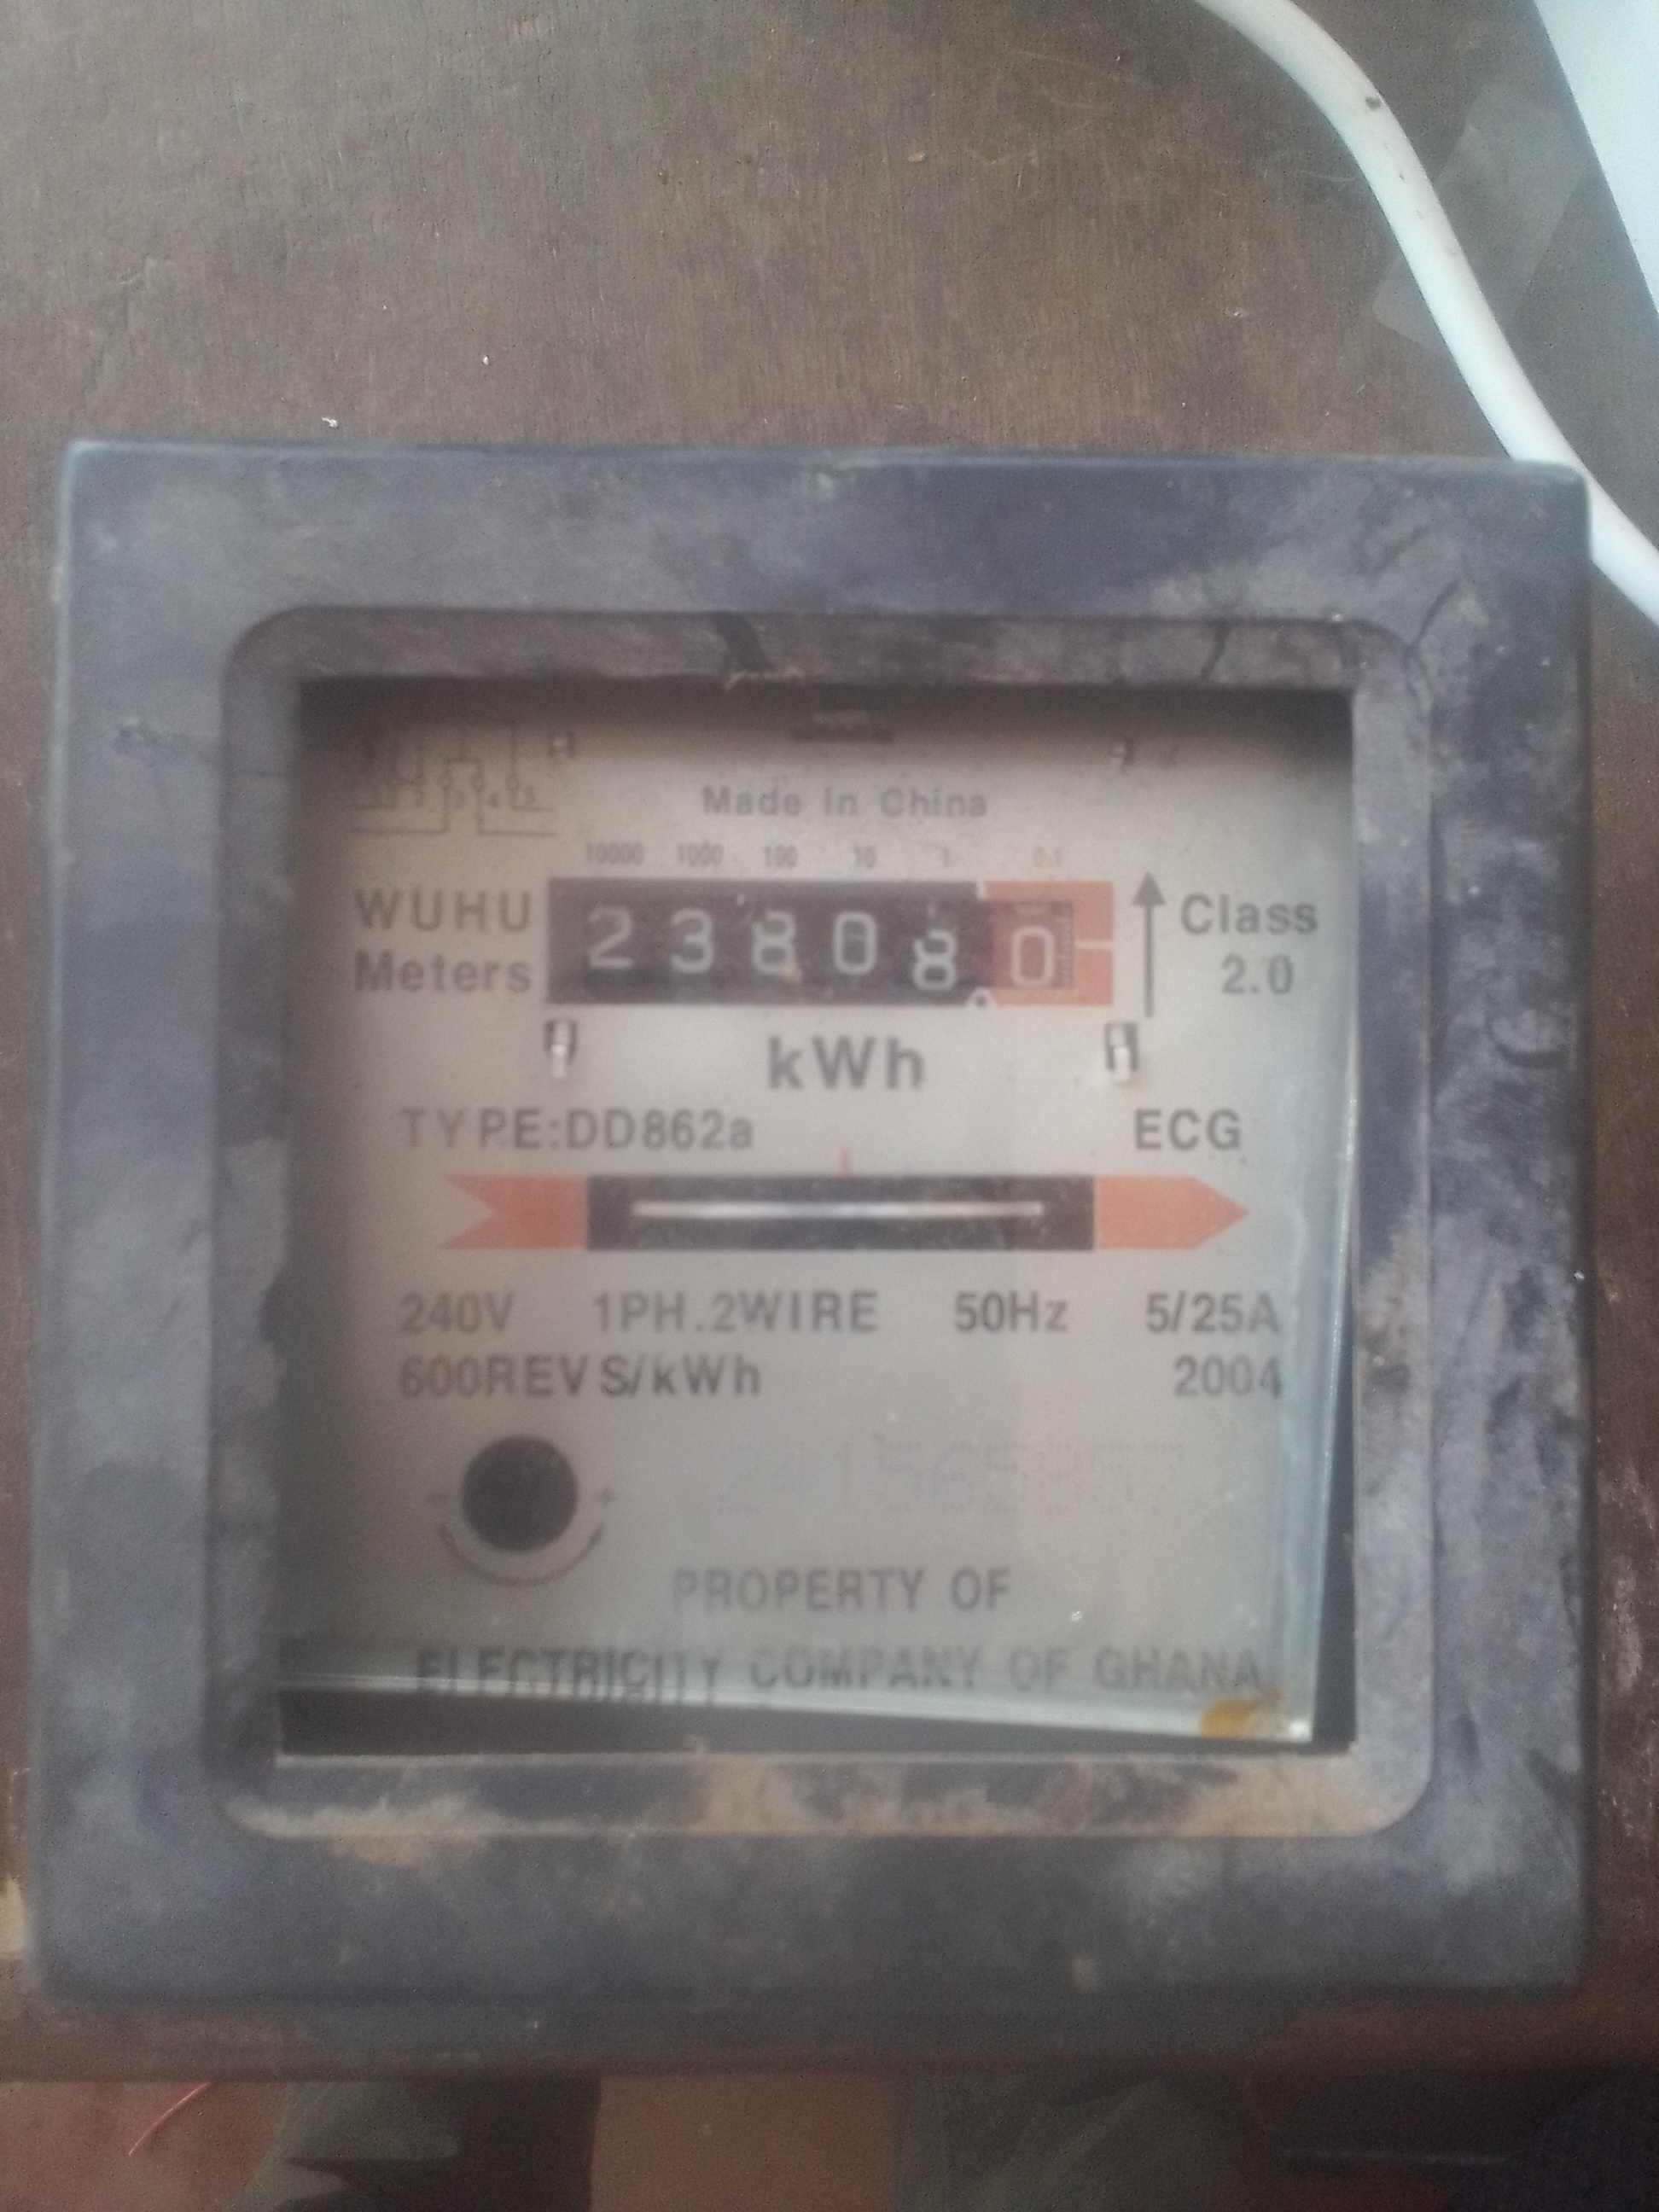 Made In China
10000 1000 100 10 1 0.1
WUHU Meters
2 3 8 0 8 0
Class 2.0
kWh
TYPE:DD862a ECG
240V 1PH.2WIRE 50Hz 5/25A
600REVS/kWh 2004
- +
PROPERTY OF
ELECTRICITY COMPANY OF GHANA